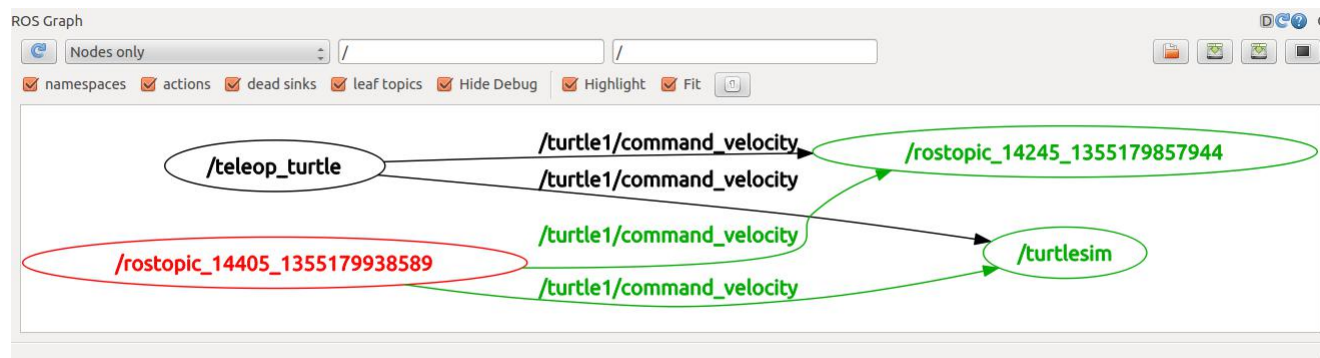 ROS Graph
D
Nodes only / /
namespaces actions dead sinks leaf topics Hide Debug Highlight Fit
/turtle1/command_velocity
/rostopic_14245_1355179857944
/teleop_turtle
/turtle1/command_velocity
/turtle1/command_velocity
/turtlesim
/rostopic_14405_1355179938589
/turtle1/command_velocity